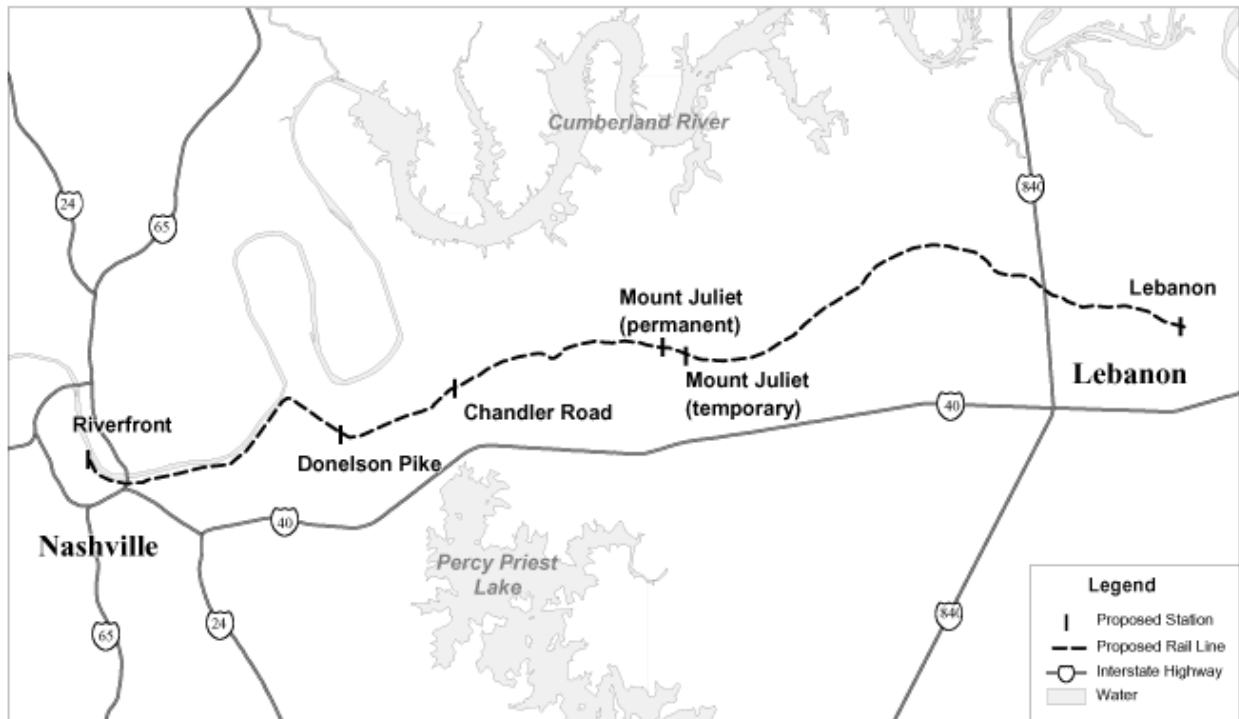 Cumberland River
24
65
840
Mount Juliet
(permanent)
Lebanon
Mount Juliet
(temporary)
Lebanon
40
Chandler Road
Riverfront
Donelson Pike
40
Nashville
Percy Priest
Lake
24
65
840
Legend
Proposed Station
Proposed Rail Line
Interstate Highway
Water